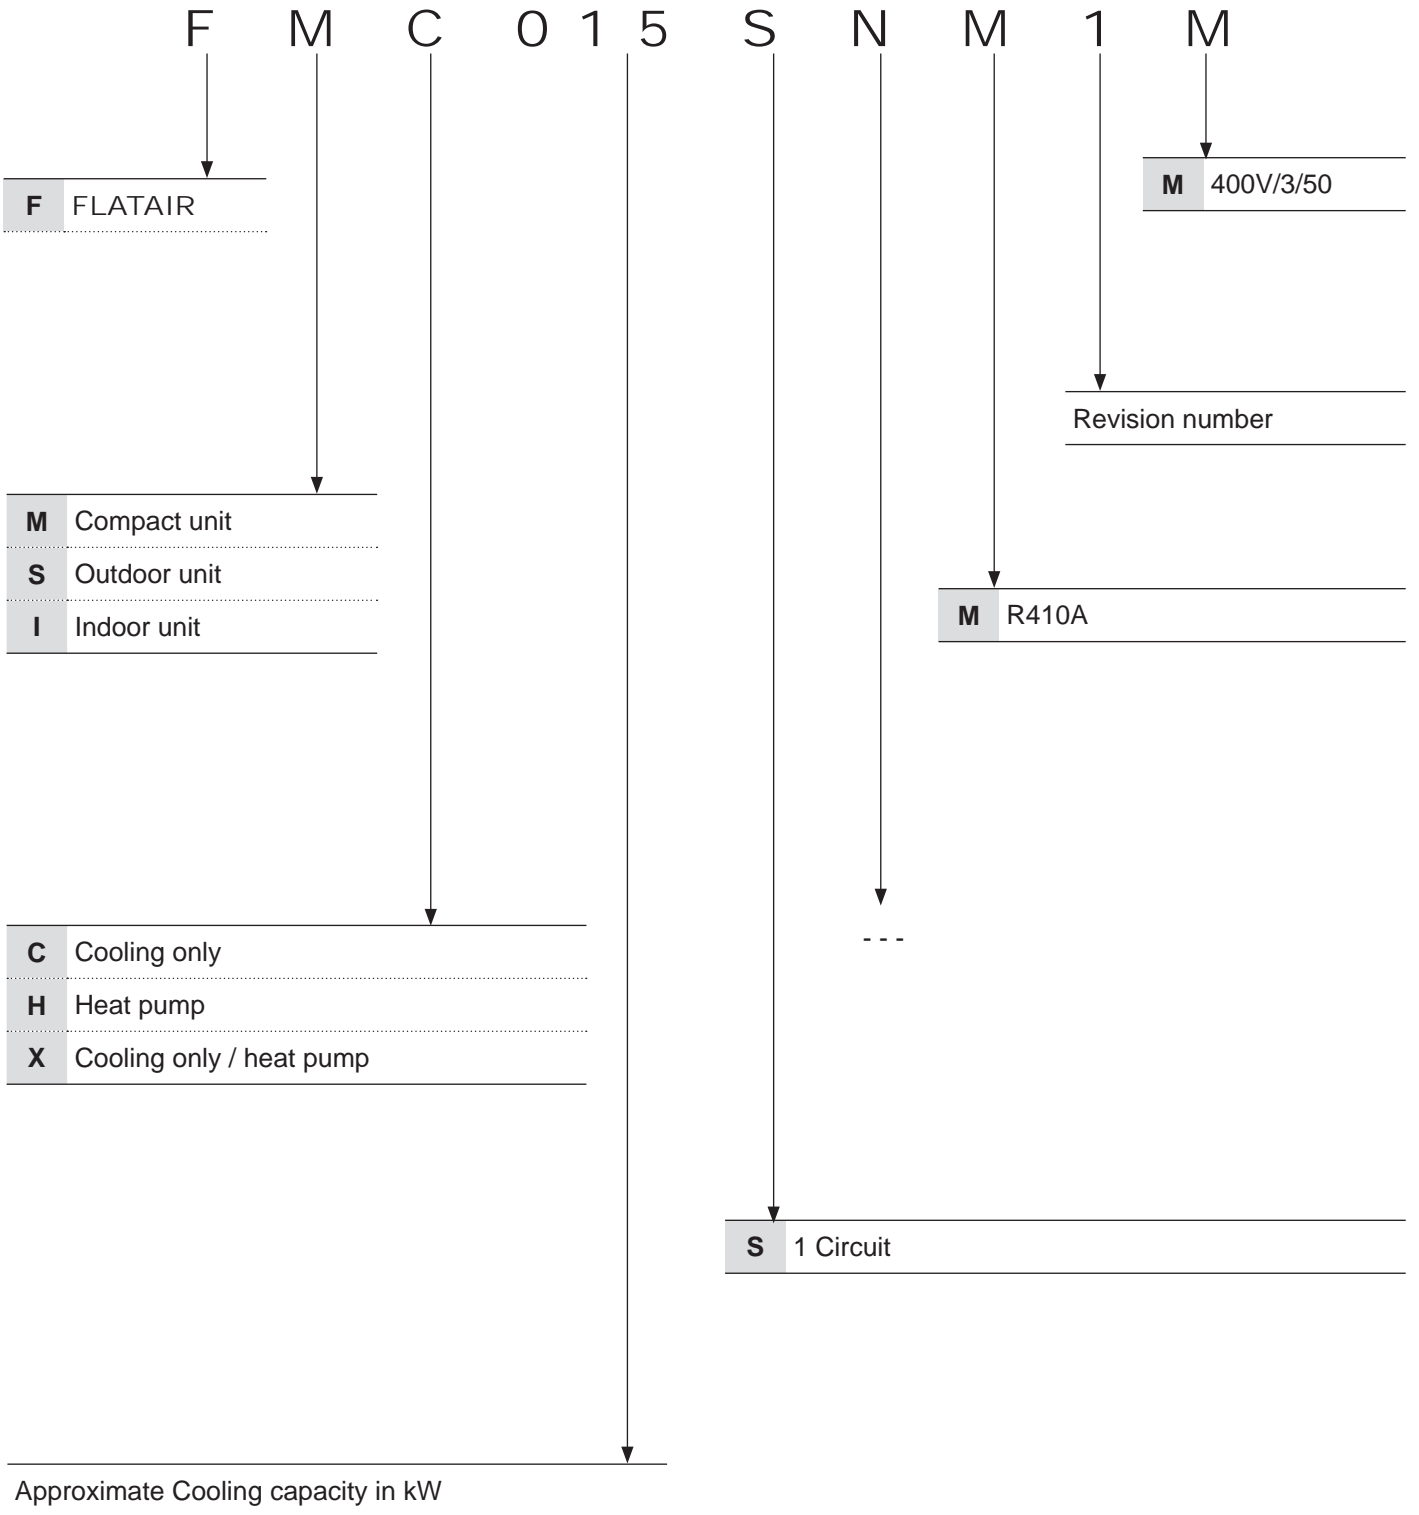 F M C 0 1 5 S N M 1 M
M 400V/3/50
F FLATAIR
Revision number
M Compact unit
S Outdoor unit
I Indoor unit
M R410A
C Cooling only
- - -
H Heat pump
X Cooling only / heat pump
S 1 Circuit
Approximate Cooling capacity in kW